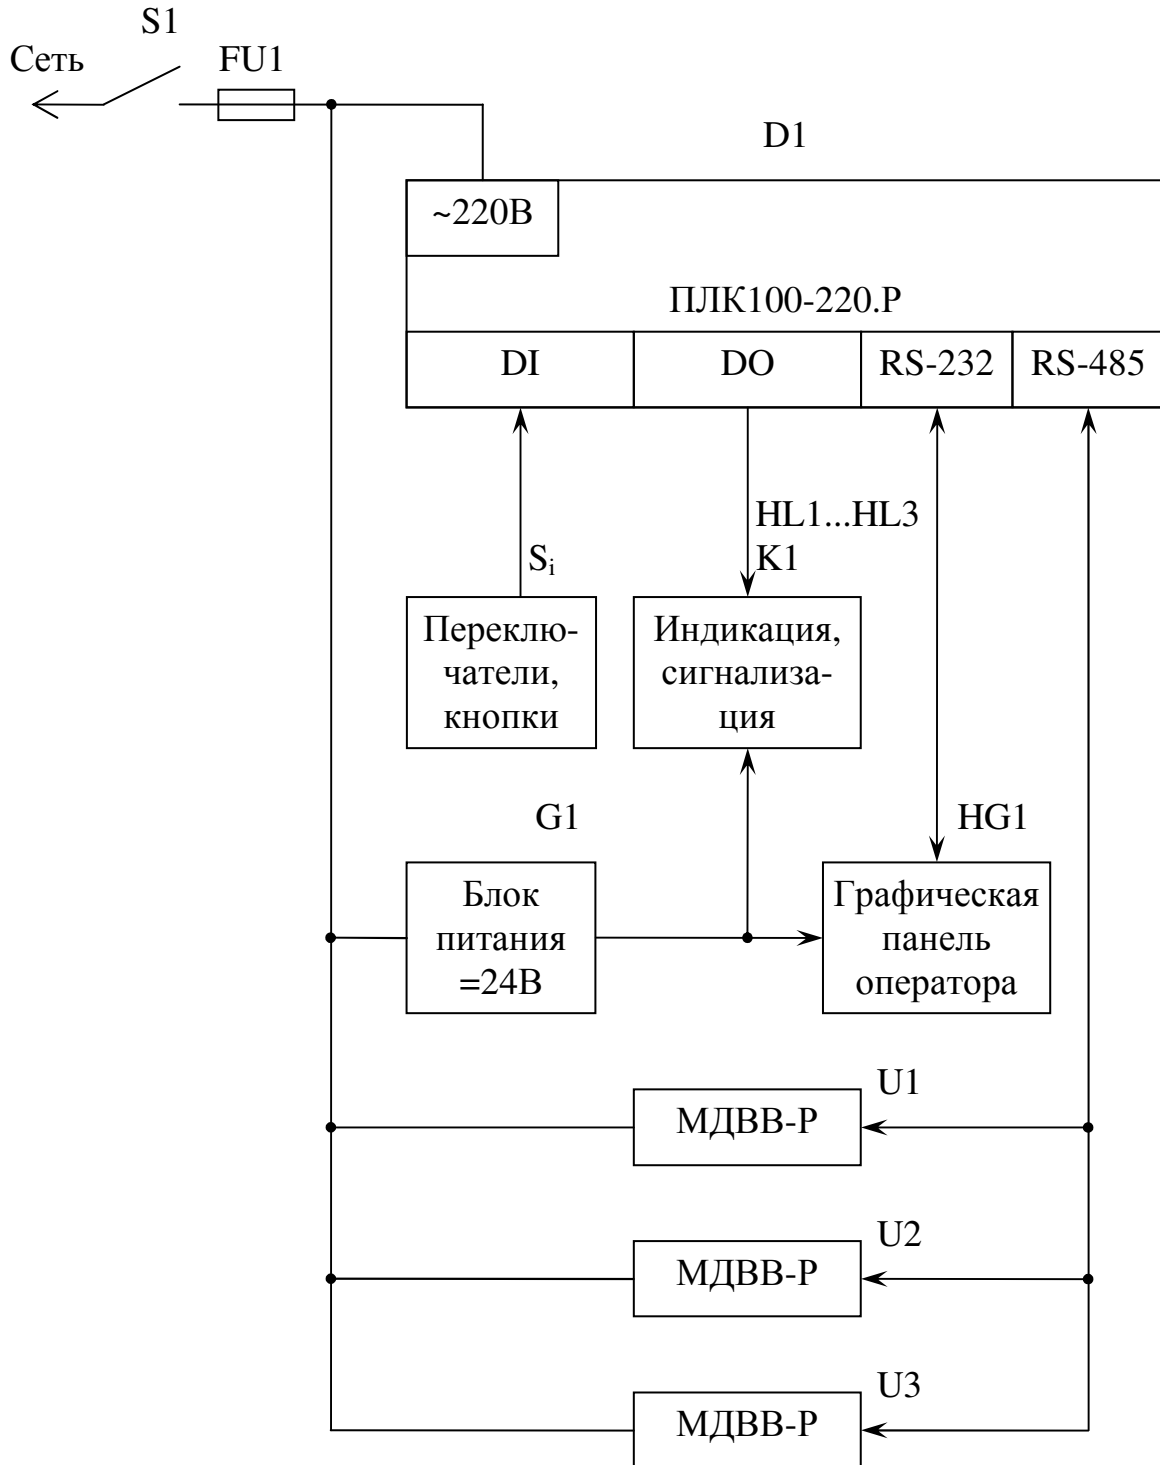 S1
Сеть
FU1
D1
~220В
ПЛК100-220.Р
DI
DO
RS-232
RS-485
HL1...HL3
K1
Si
Переклю-
чатели,
кнопки
Индикация,
сигнализа-
ция
G1
HG1
Блок
питания
=24В
Графическая
панель
оператора
U1
МДВВ-Р
U2
МДВВ-Р
U3
МДВВ-Р